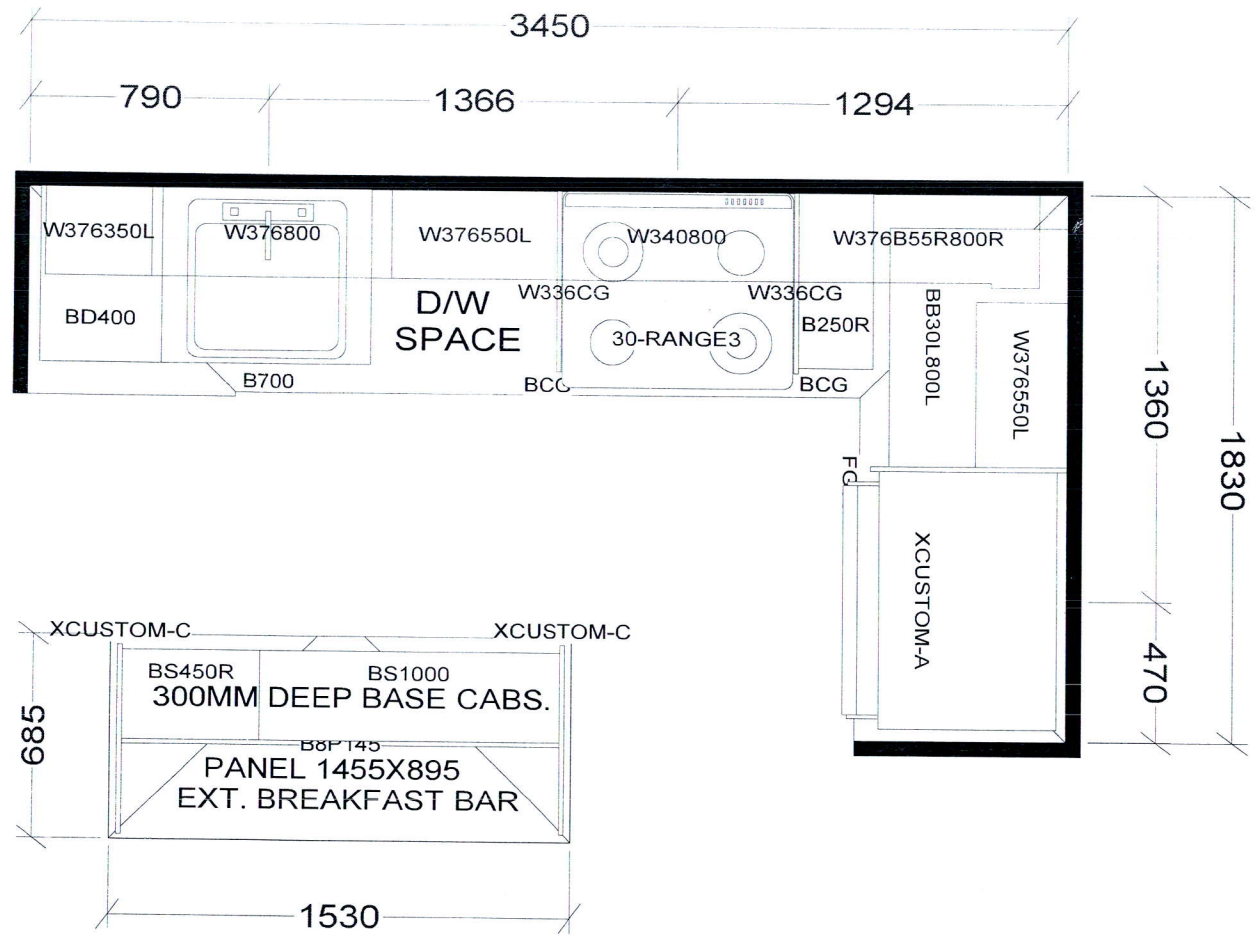 3450
790
1366
1294
W376350L
W376800
W376550L
W340800
W376B55R800R
BD400
D/W
SPACE
W336CG
W336CG
30-RANGE3
B250R
BB30L800L
W376550L
B700
BCG
BCG
1360
1830
FG
XCUSTOM-A
470
XCUSTOM-C
XCUSTOM-C
BS450R
BS1000
300MM DEEP BASE CABS.
685
PANEL 1455X895
EXT. BREAKFAST BAR
1530